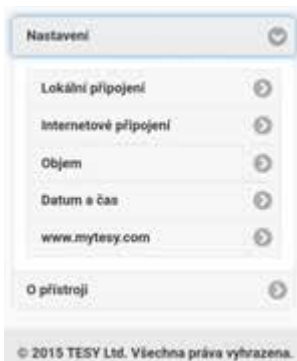 Nastavení
Lokální připojení
Internetové připojení
Objem
Datum a čas
www.mytesy.com
O přístroji
© 2015 TESY Ltd. Všechna práva vyhrazena.